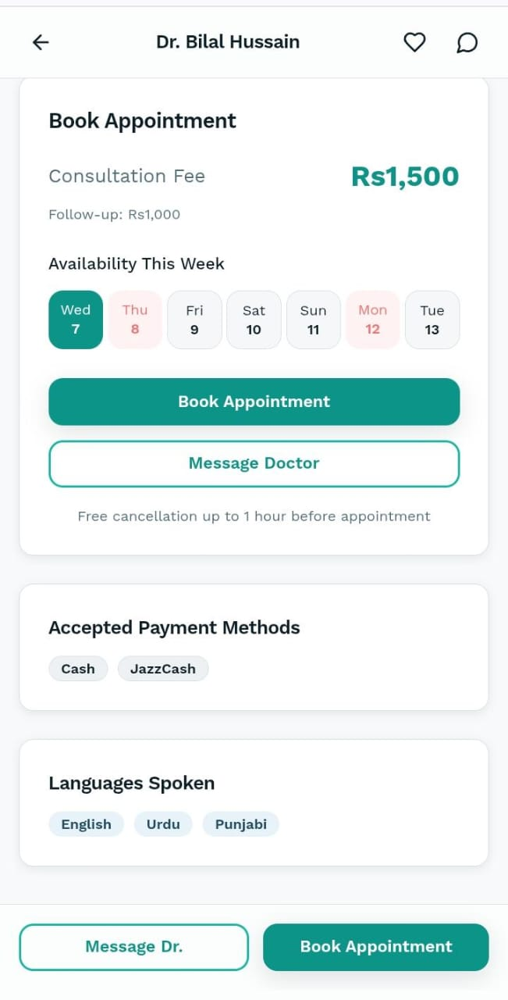 Dr. Bilal Hussain
Book Appointment
Consultation Fee Rs1,500
Follow-up: Rs1,000
Availability This Week
Wed Thu Fri Sat Sun Mon Tue
7 8 9 10 11 12 13
Book Appointment
Message Doctor
Free cancellation up to 1 hour before appointment
Accepted Payment Methods
Cash JazzCash
Languages Spoken
English Urdu Punjabi
Message Dr. Book Appointment